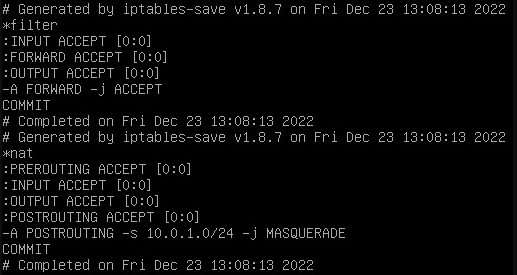 # Generated by iptables-save v1.8.7 on Fri Dec 23 13:08:13 2022
*filter
:INPUT ACCEPT [0:0]
:FORWARD ACCEPT [0:0]
:OUTPUT ACCEPT [0:0]
-A FORWARD -j ACCEPT
COMMIT
# Completed on Fri Dec 23 13:08:13 2022
# Generated by iptables-save v1.8.7 on Fri Dec 23 13:08:13 2022
*nat
:PREROUTING ACCEPT [0:0]
:INPUT ACCEPT [0:0]
:OUTPUT ACCEPT [0:0]
:POSTROUTING ACCEPT [0:0]
-A POSTROUTING -s 10.0.1.0/24 -j MASQUERADE
COMMIT
# Completed on Fri Dec 23 13:08:13 2022